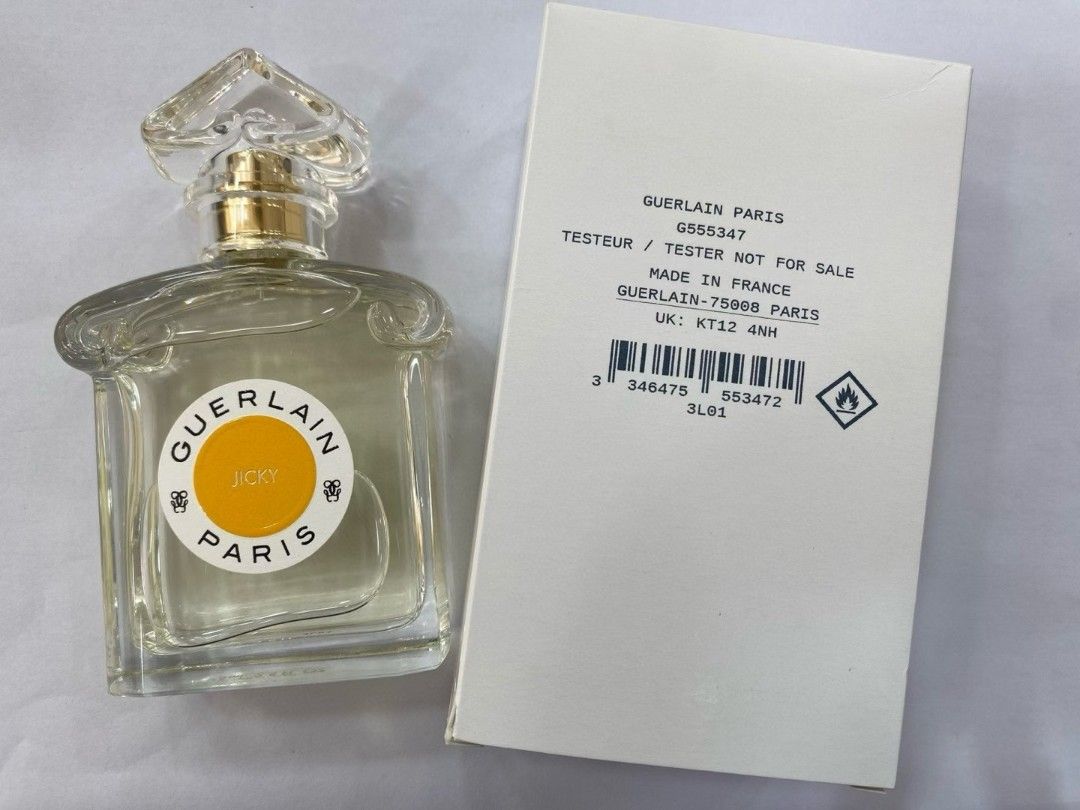 GUERLAIN
JICKY
PARIS
GUERLAIN PARIS
G555347
TESTEUR / TESTER NOT FOR SALE
MADE IN FRANCE
GUERLAIN-75008 PARIS
UK: KT12 4NH
3 346475 553472
3L01